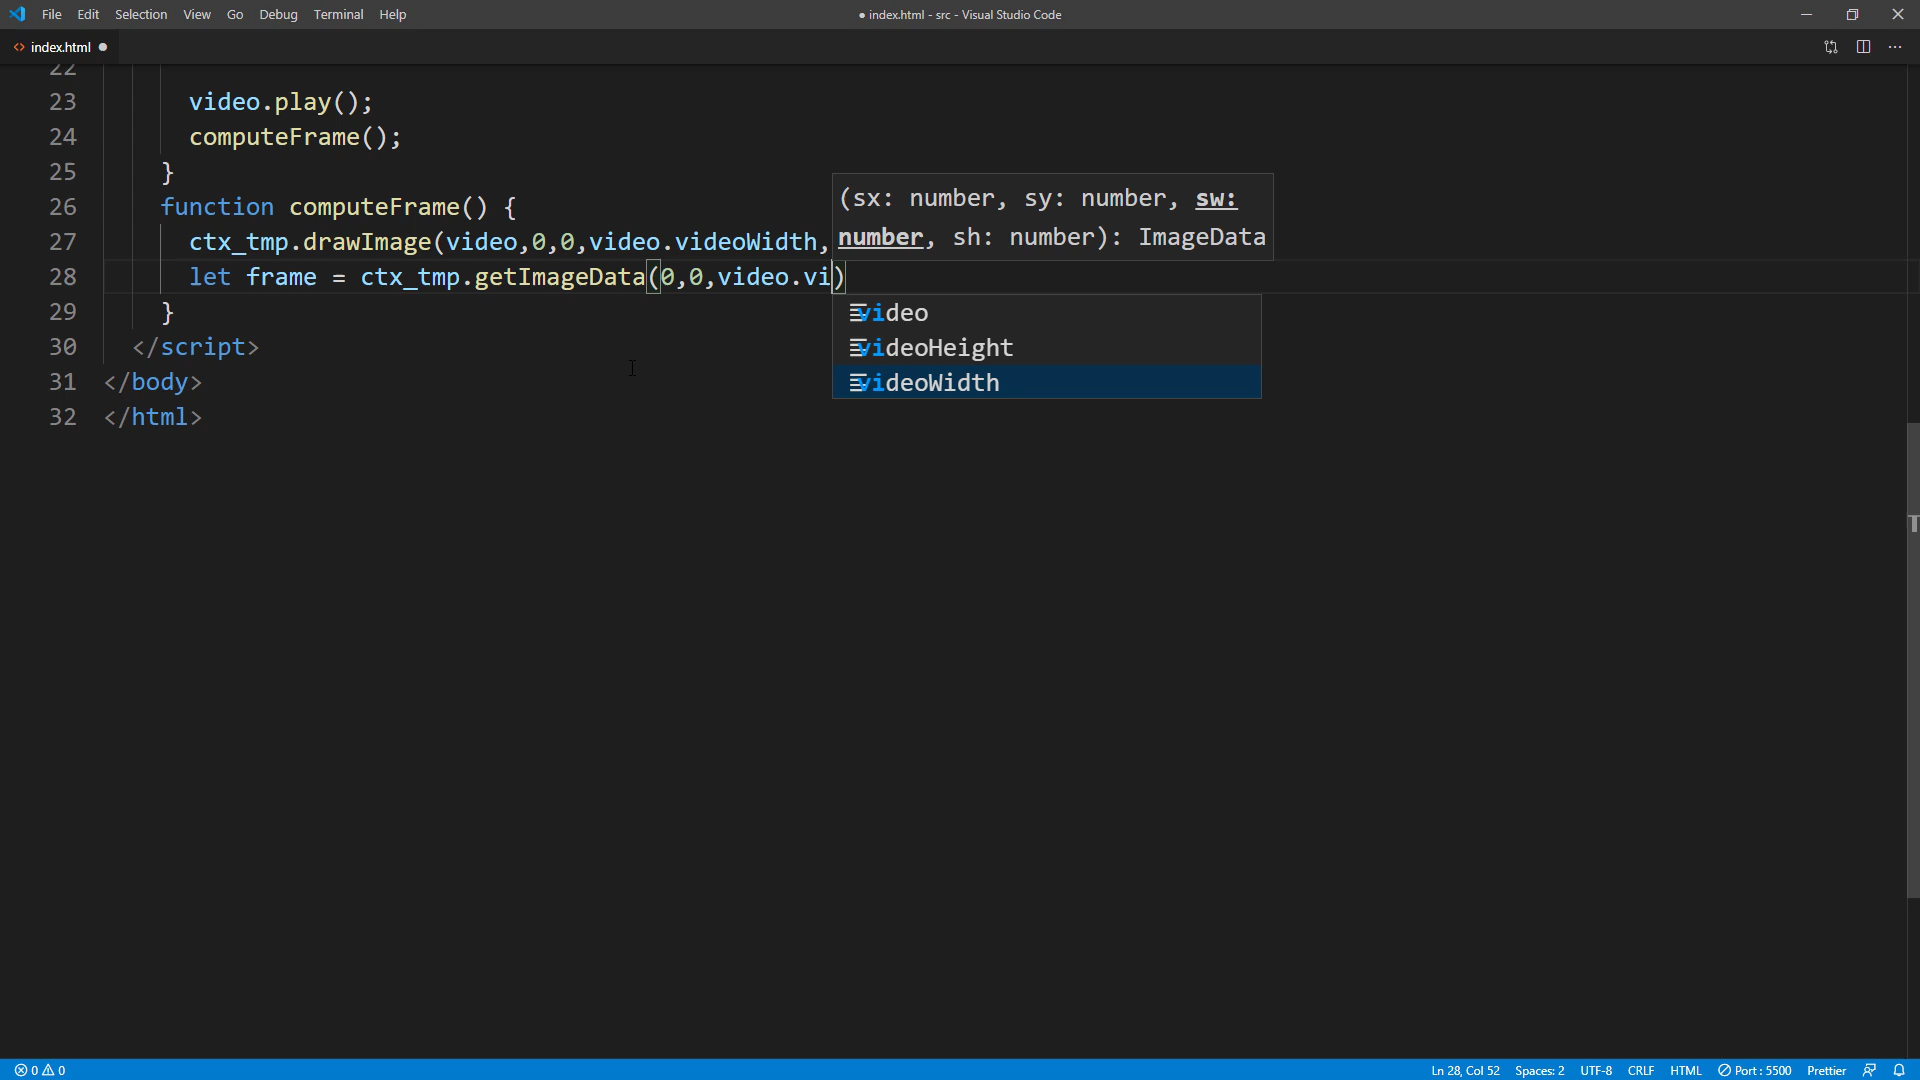 File Edit Selection View Go Debug Terminal Help
● index.html - src - Visual Studio Code
<> index.html ●
22
23 video.play();
24 computeFrame();
25 }
26 function computeFrame() {
27 ctx_tmp.drawImage(video,0,0,video.videoWidth,
28 let frame = ctx_tmp.getImageData(0,0,video.vi)
29 }
30 </script>
31 </body>
32 </html>
(sx: number, sy: number, sw:
number, sh: number): ImageData
video
videoHeight
videoWidth
0 0 Ln 28, Col 52 Spaces: 2 UTF-8 CRLF HTML Port : 5500 Prettier